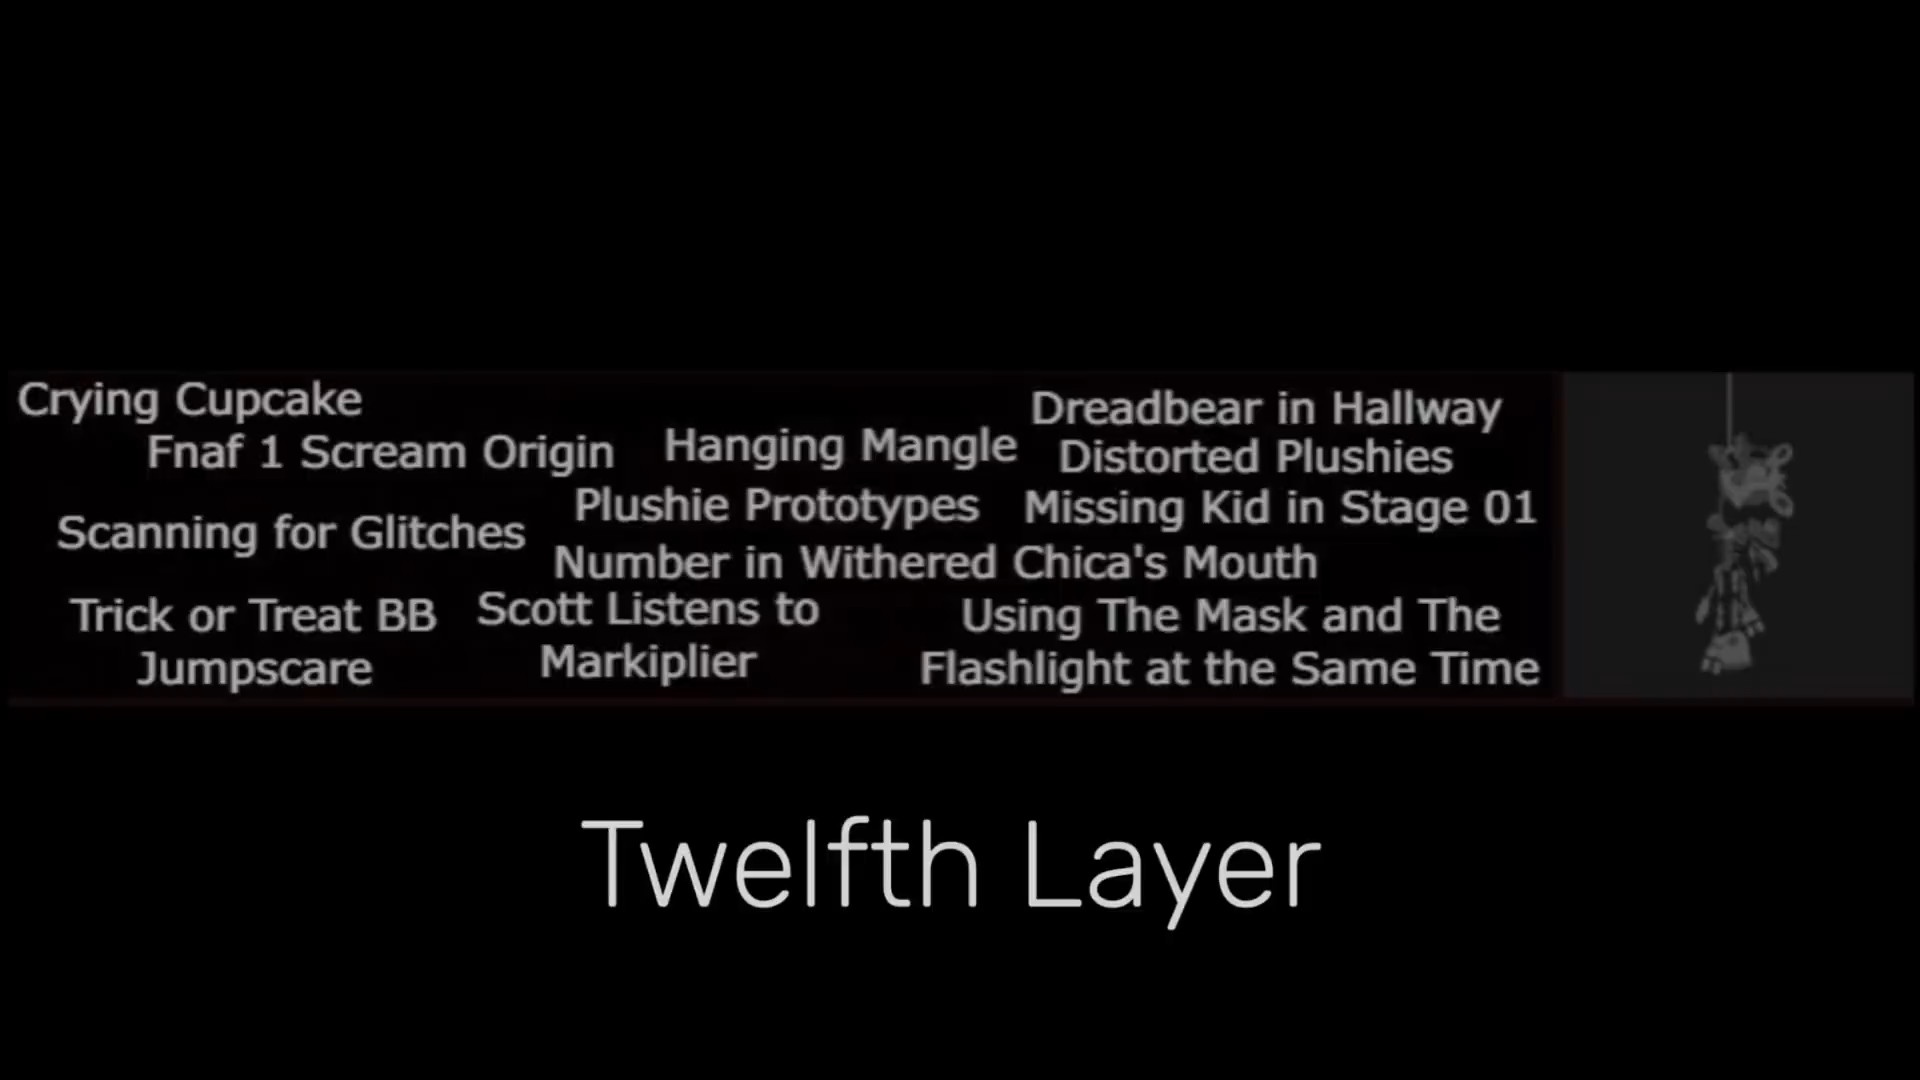 Crying Cupcake
Fnaf 1 Scream Origin
Hanging Mangle
Dreadbear in Hallway
Distorted Plushies
Scanning for Glitches
Plushie Prototypes
Missing Kid in Stage 01
Number in Withered Chica's Mouth
Trick or Treat BB
Jumpscare
Scott Listens to
Markiplier
Using The Mask and The
Flashlight at the Same Time
Twelfth Layer